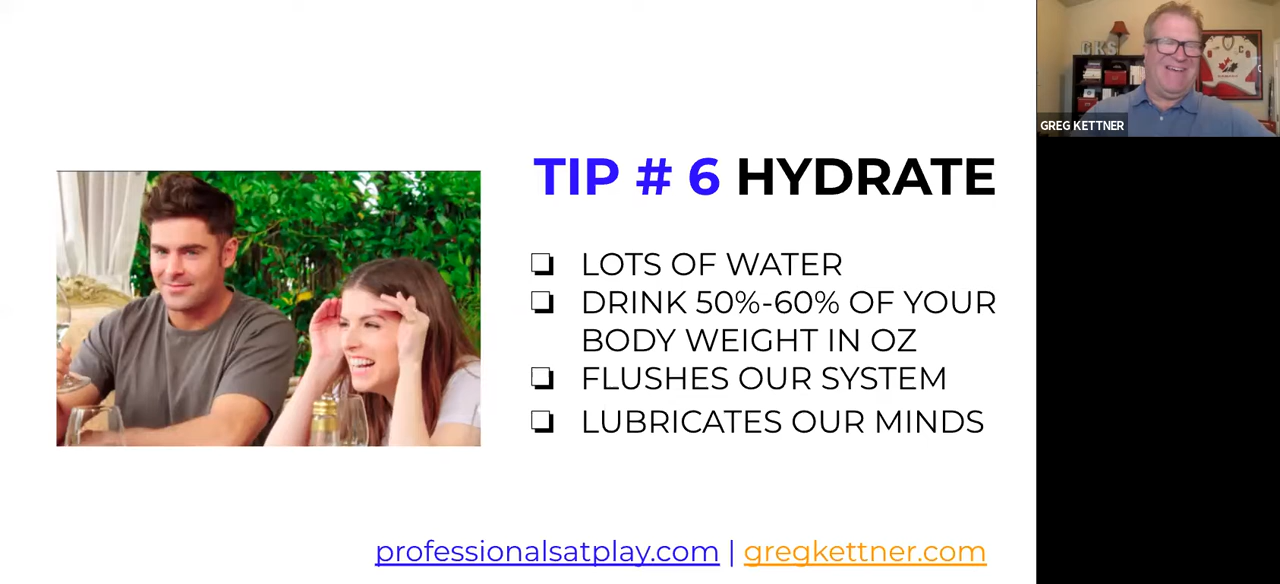 TIP # 6 HYDRATE
LOTS OF WATER
DRINK 50%-60% OF YOUR
BODY WEIGHT IN OZ
FLUSHES OUR SYSTEM
LUBRICATES OUR MINDS
professionalsatplay.com | gregkettner.com
GKS
GREG KETTNER